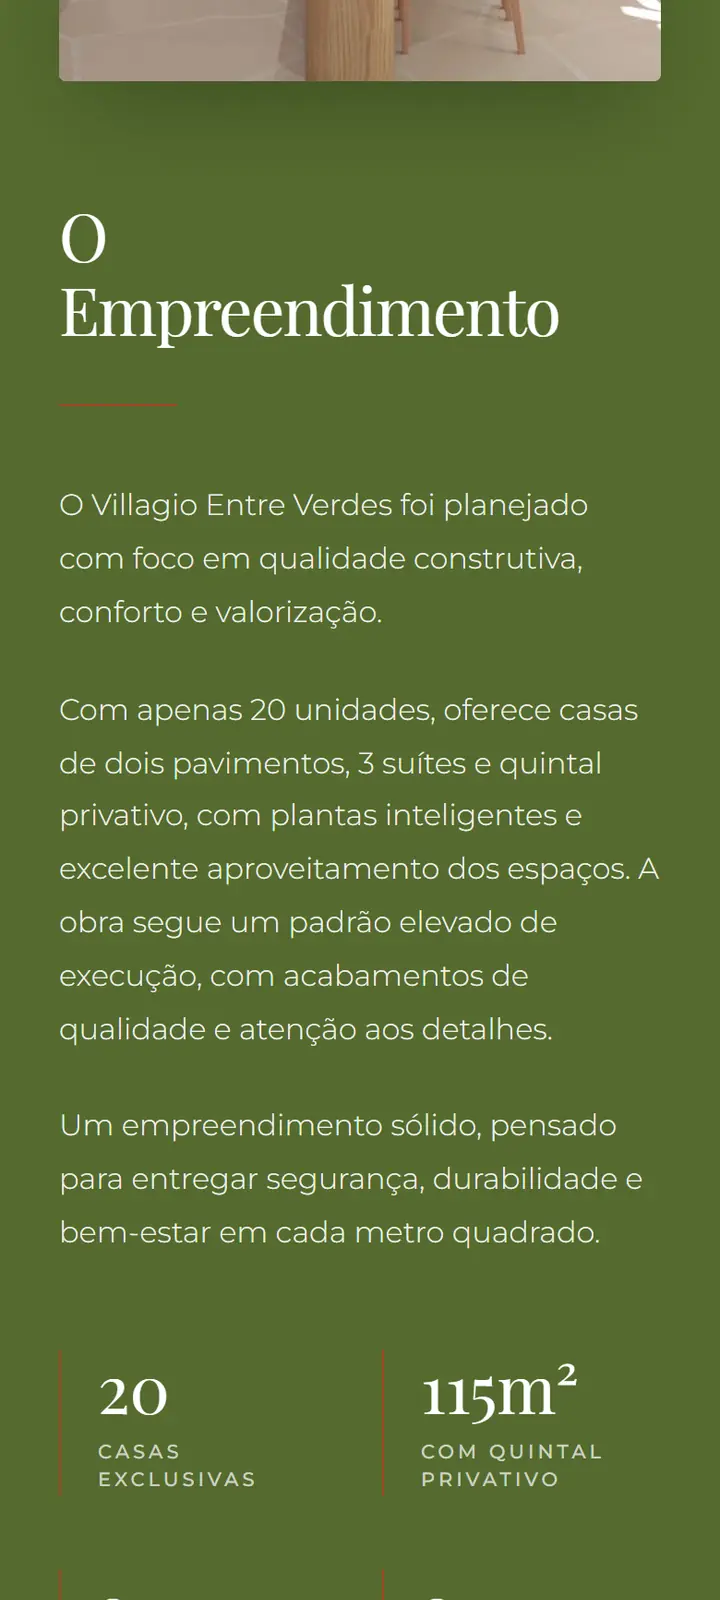 O
Empreendimento
O Villagio Entre Verdes foi planejado
com foco em qualidade construtiva,
conforto e valorização.
Com apenas 20 unidades, oferece casas
de dois pavimentos, 3 suítes e quintal
privativo, com plantas inteligentes e
excelente aproveitamento dos espaços. A
obra segue um padrão elevado de
execução, com acabamentos de
qualidade e atenção aos detalhes.
Um empreendimento sólido, pensado
para entregar segurança, durabilidade e
bem-estar em cada metro quadrado.
20
CASAS
EXCLUSIVAS
115m²
COM QUINTAL
PRIVATIVO